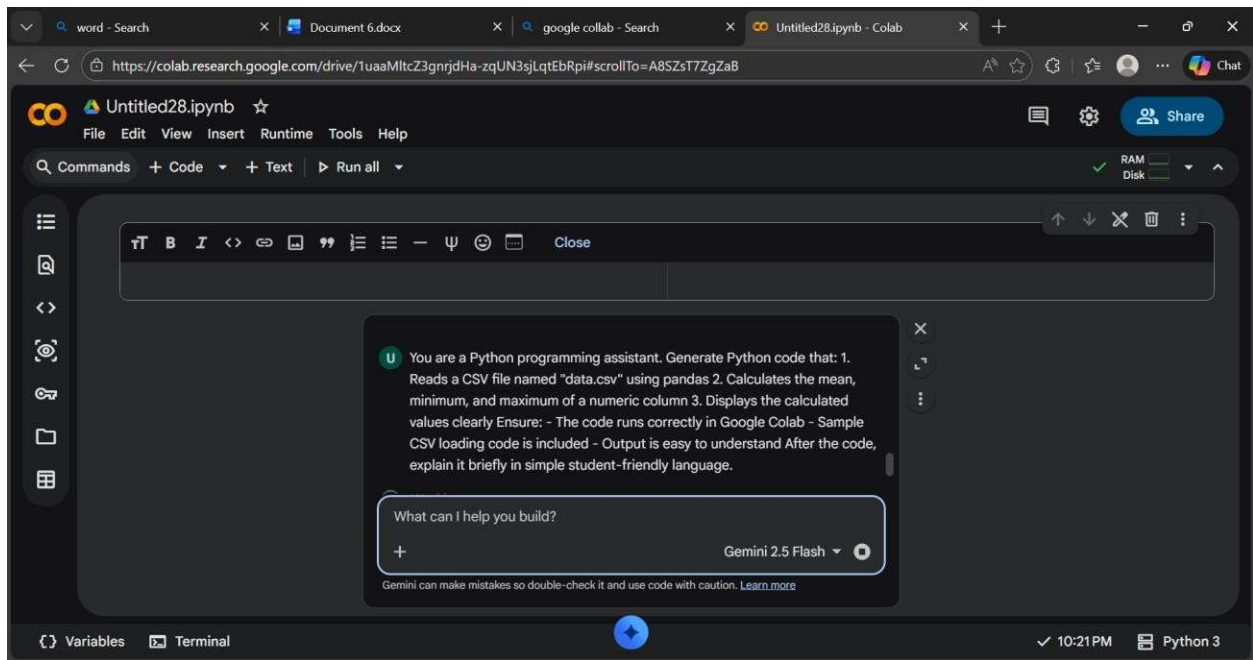 word - Search
Document 6.docx
google collab - Search
Untitled28.ipynb - Colab
https://colab.research.google.com/drive/1uaaMltcZ3gnrjdHa-zqUN3sjLqtEbRpi#scrollTo=A8SZsT7ZgZaB
Chat
Untitled28.ipynb
File Edit View Insert Runtime Tools Help
Share
Commands + Code + Text Run all
RAM
Disk
Close
U You are a Python programming assistant. Generate Python code that: 1.
Reads a CSV file named "data.csv" using pandas 2. Calculates the mean,
minimum, and maximum of a numeric column 3. Displays the calculated
values clearly Ensure: - The code runs correctly in Google Colab - Sample
CSV loading code is included - Output is easy to understand After the code,
explain it briefly in simple student-friendly language.
What can I help you build?
Gemini 2.5 Flash
Gemini can make mistakes so double-check it and use code with caution. Learn more
{} Variables Terminal
10:21 PM Python 3